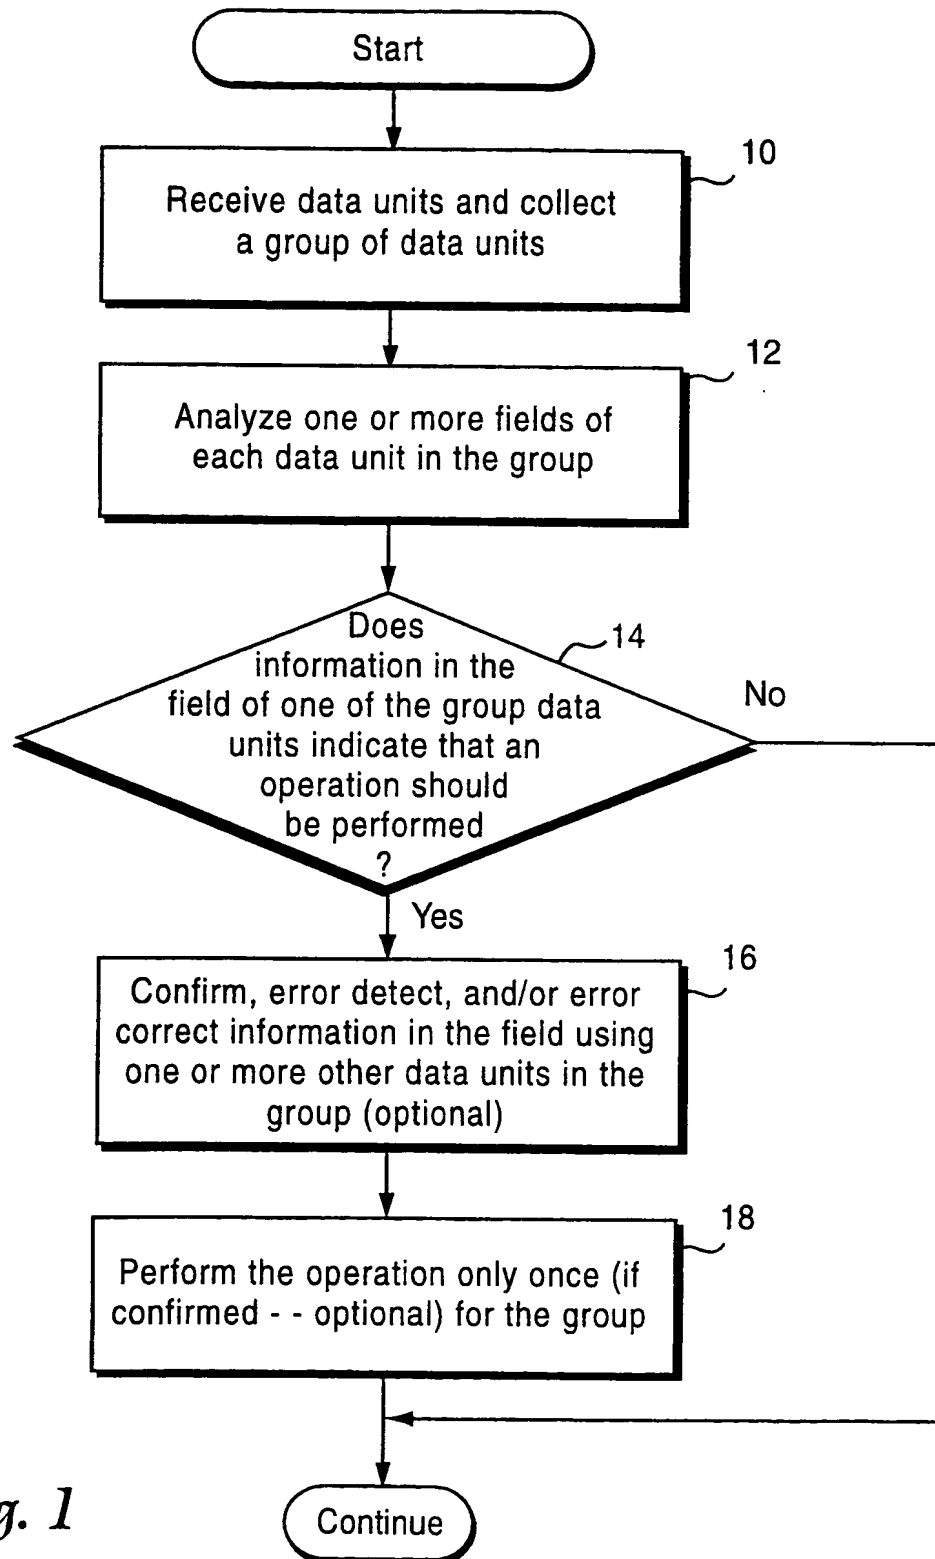 Start
10
Receive data units and collect
a group of data units
12
Analyze one or more fields of
each data unit in the group
14
Does
information in the
field of one of the group data
units indicate that an
operation should
be performed
?
No
Yes
16
Confirm, error detect, and/or error
correct information in the field using
one or more other data units in the
group (optional)
18
Perform the operation only once (if
confirmed - - optional) for the group
g. 1
Continue